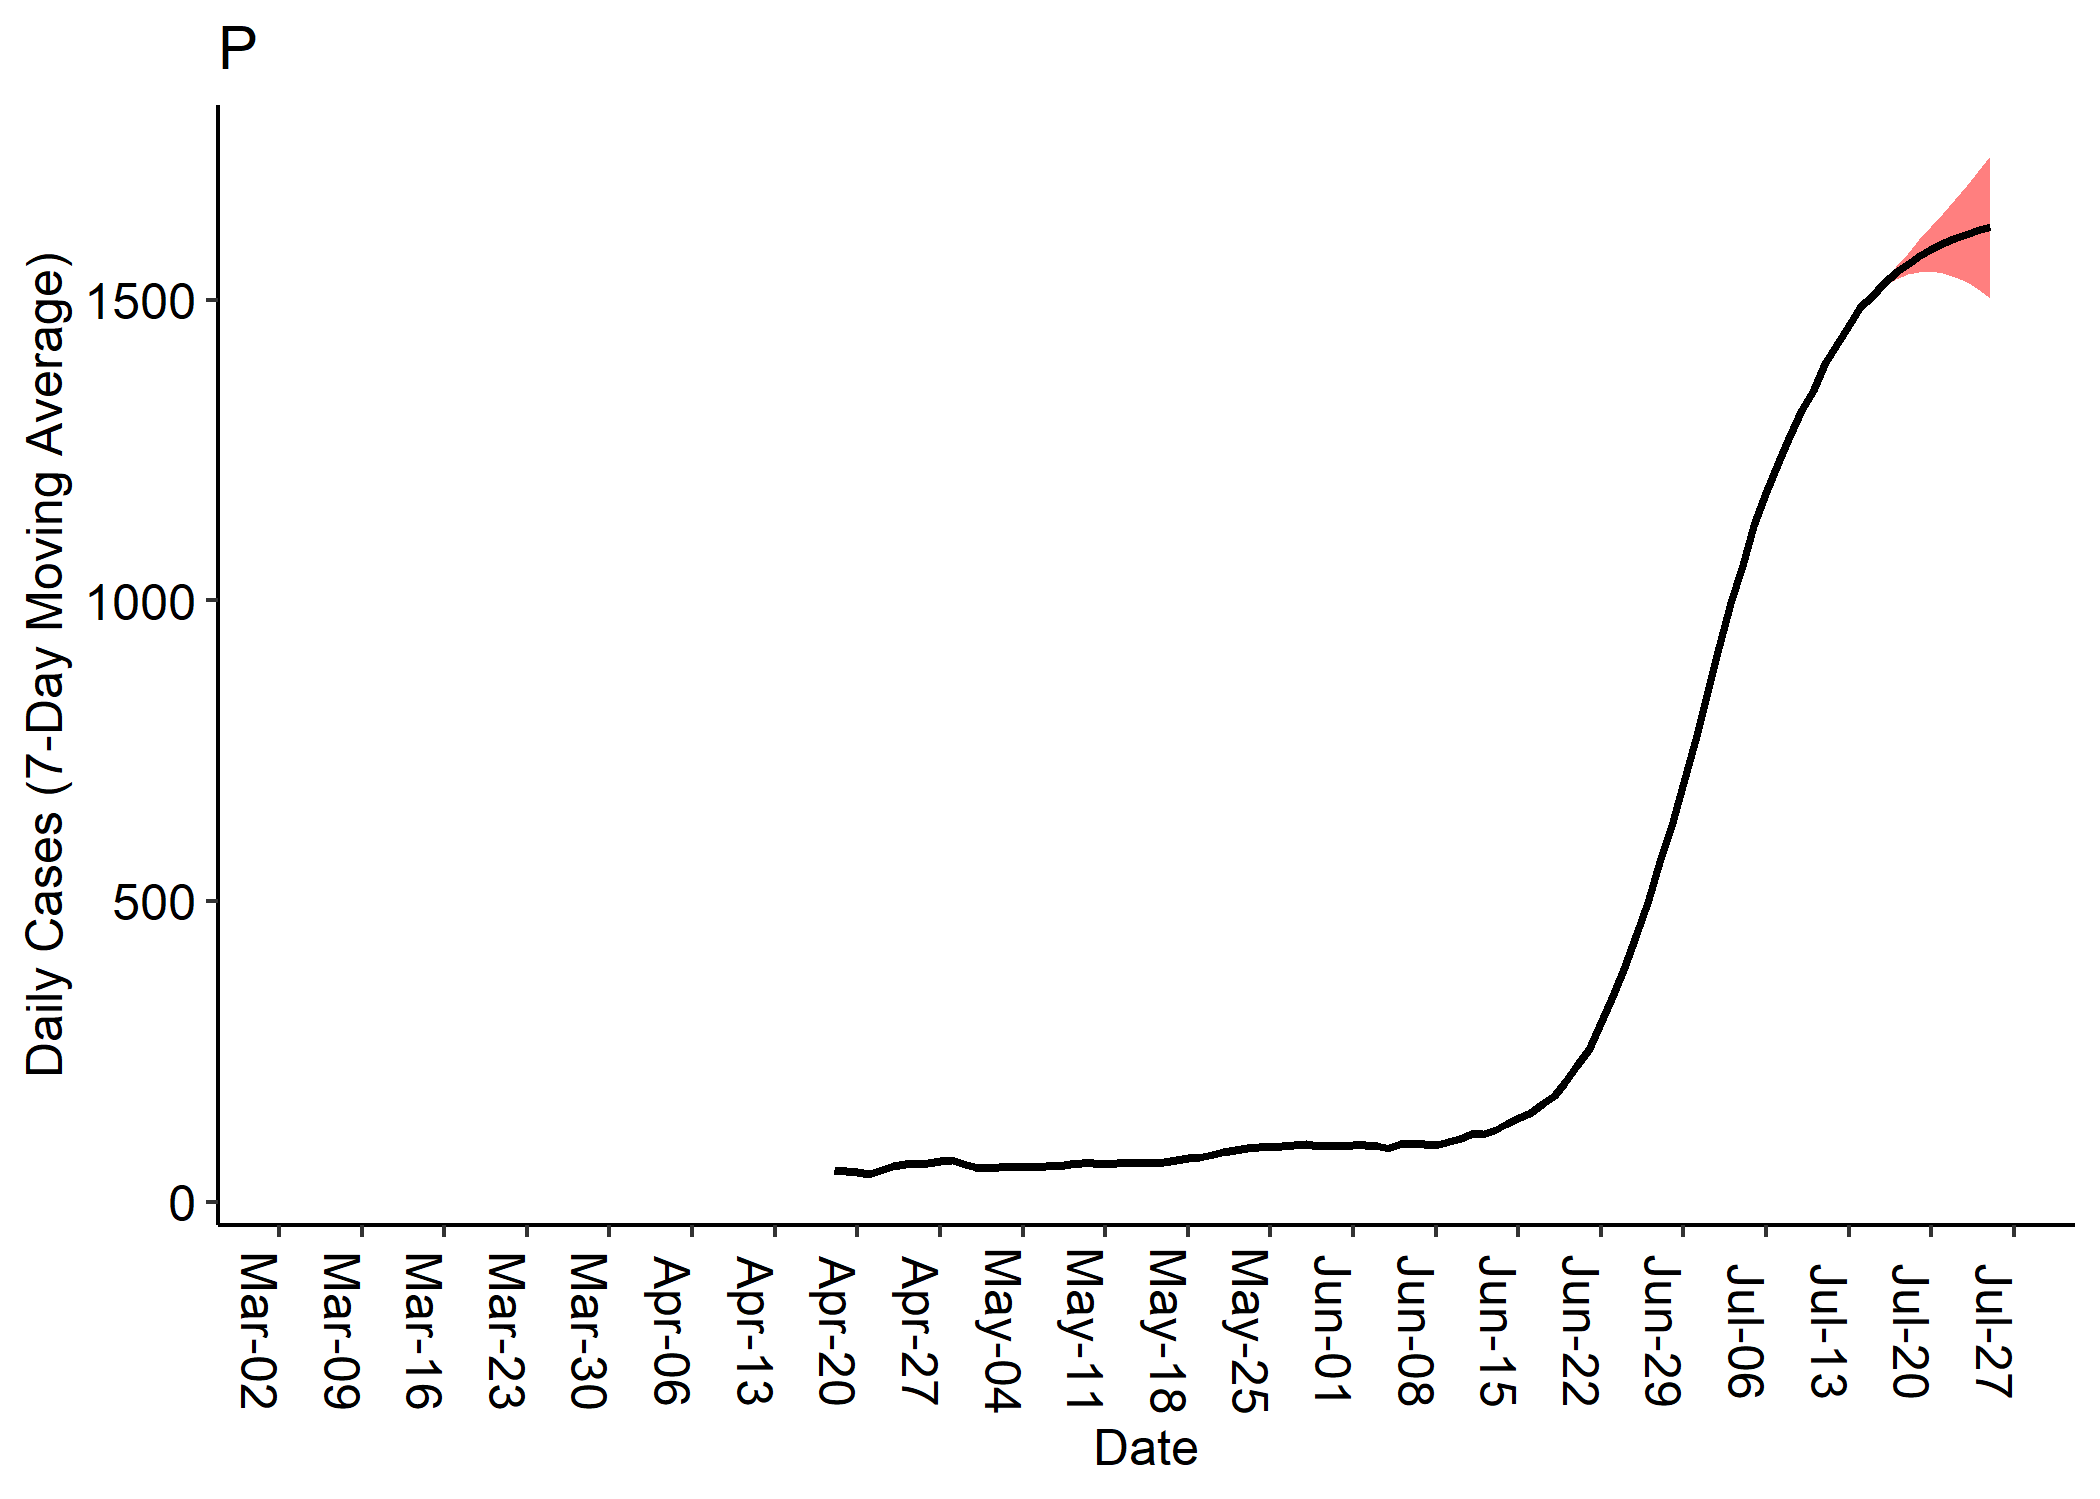 P
Daily Cases (7-Day Moving Average)
1500
1000
500
0
Mar-02
Mar-09
Mar-16
Mar-23
Mar-30
Apr-06
Apr-13
Apr-20
Apr-27
May-04
May-11
May-18
May-25
Jun-01
Jun-08
Jun-15
Jun-22
Jun-29
Jul-06
Jul-13
Jul-20
Jul-27
Date